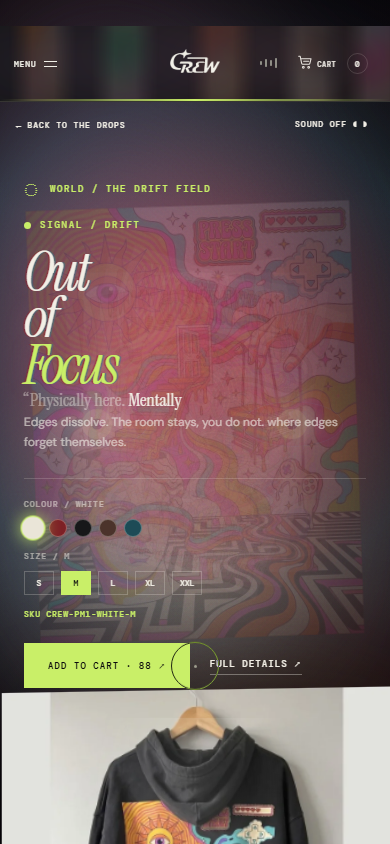 MENU
CREW
CART
0
← BACK TO THE DROPS
SOUND OFF
WORLD / THE DRIFT FIELD
SIGNAL / DRIFT
Out
of
Focus
“Physically here. Mentally
Edges dissolve. The room stays, you do not. where edges
forget themselves.
COLOUR / WHITE
SIZE / M
S
M
L
XL
XXL
SKU CREW-PM1-WHITE-M
ADD TO CART · 88 ↗
FULL DETAILS ↗